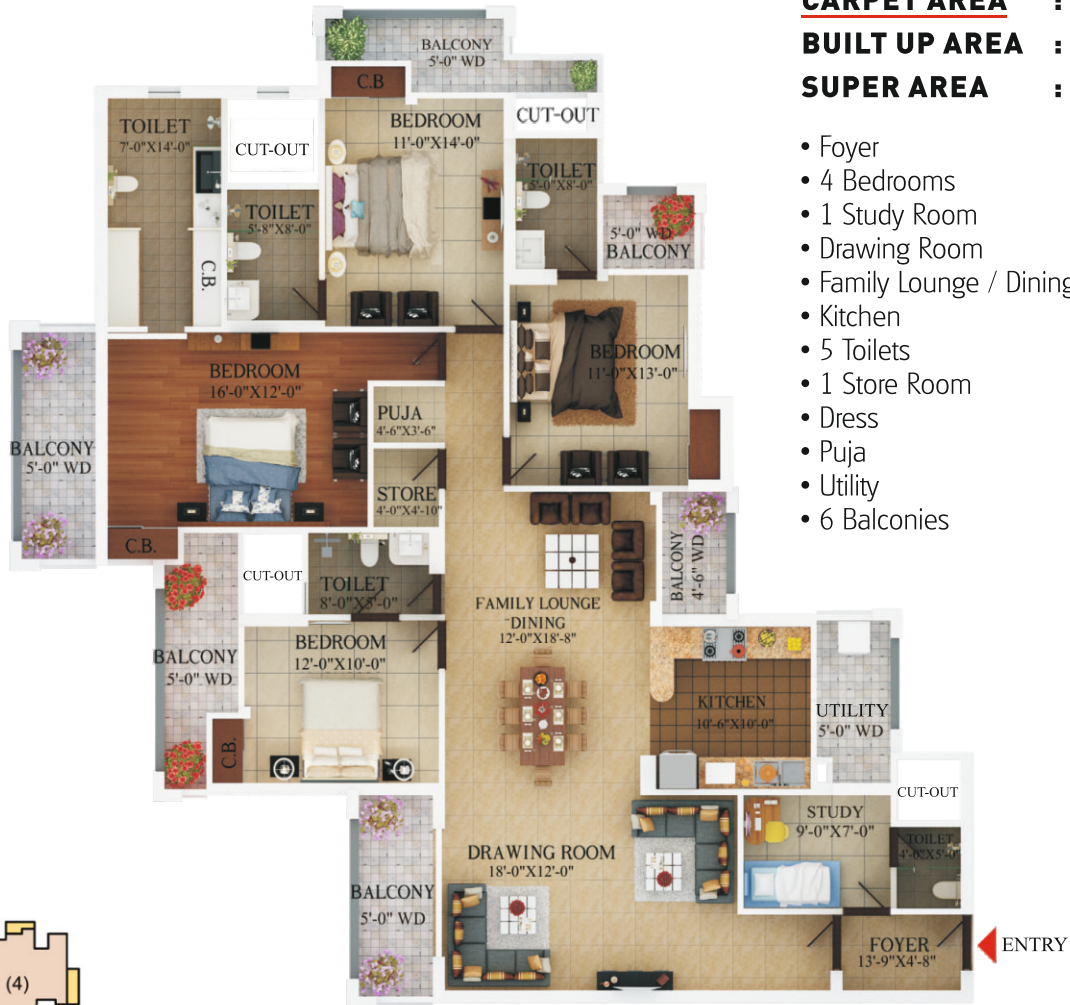 CARPET AREA :
BUILT UP AREA :
SUPER AREA :
• Foyer
• 4 Bedrooms
• 1 Study Room
• Drawing Room
• Family Lounge / Dining
• Kitchen
• 5 Toilets
• 1 Store Room
• Dress
• Puja
• Utility
• 6 Balconies
BALCONY
5'-0" WD
C.B
TOILET
7'-0"X14'-0"
CUT-OUT
BEDROOM
11'-0"X14'-0"
CUT-OUT
TOILET
5'-0"X8'-0"
TOILET
5'-8"X8'-0"
C.B.
5'-0" WD
BALCONY
BEDROOM
16'-0"X12'-0"
BEDROOM
11'-0"X13'-0"
PUJA
4'-6"X3'-6"
BALCONY
5'-0" WD
STORE
4'-0"X4'-10"
C.B.
CUT-OUT
TOILET
8'-0"X5'-0"
BALCONY
4'-6" WD
FAMILY LOUNGE
DINING
12'-0"X18'-8"
BEDROOM
12'-0"X10'-0"
BALCONY
5'-0" WD
C.B.
KITCHEN
10'-6"X10'-0"
UTILITY
5'-0" WD
CUT-OUT
STUDY
9'-0"X7'-0"
TOILET
4'-0"X5'-0"
DRAWING ROOM
18'-0"X12'-0"
BALCONY
5'-0" WD
FOYER
13'-9"X4'-8"
ENTRY
(4)